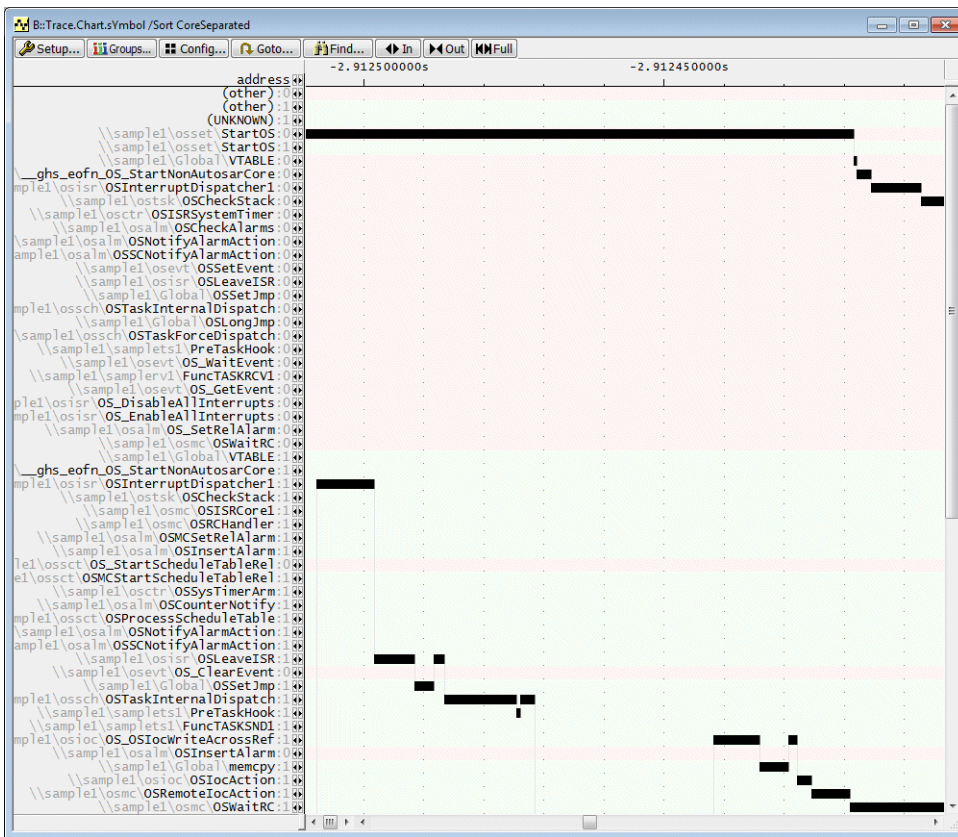 B::Trace.Chart.sYmbol /Sort CoreSeparated
Setup... Groups... Config... Goto... Find... In Out Full
-2.912500000s -2.912450000s
address
(other):0
(other):1
(UNKNOWN):1
\\sample1\osset\StartOS:0
\\sample1\osset\StartOS:1
\\sample1\Global\VTABLE:0
\__ghs_eofn_OS_StartNonAutosarCore:0
mple1\osisr\OSInterruptDispatcher1:0
\\sample1\ostsk\OSCheckStack:0
\\sample1\osctr\OSISRSystemTimer:0
\\sample1\osalm\OSCheckAlarms:0
\sample1\osalm\OSNotifyAlarmAction:0
ample1\osalm\OSSCNotifyAlarmAction:0
\\sample1\osevt\OSSetEvent:0
\\sample1\osisr\OSLeaveISR:0
\\sample1\Global\OSSetJmp:0
mple1\ossch\OSTaskInternalDispatch:0
\\sample1\Global\OSLongJmp:0
\sample1\ossch\OSTaskForceDispatch:0
\\sample1\samplets1\PreTaskHook:0
\\sample1\osevt\OS_WaitEvent:0
\\sample1\samplerv1\FuncTASKRCV1:0
\\sample1\osevt\OS_GetEvent:0
ple1\osisr\OS_DisableAllInterrupts:0
mple1\osisr\OS_EnableAllInterrupts:0
\\sample1\osalm\OS_SetRelAlarm:0
\\sample1\osmc\OSWaitRC:0
\\sample1\Global\VTABLE:1
\__ghs_eofn_OS_StartNonAutosarCore:1
mple1\osisr\OSInterruptDispatcher1:1
\\sample1\ostsk\OSCheckStack:1
\\sample1\osmc\OSISRCore1:1
\\sample1\osmc\OSRCHandler:1
\\sample1\osalm\OSMCSetRelAlarm:1
\\sample1\osalm\OSInsertAlarm:1
le1\ossct\OS_StartScheduleTableRel:0
e1\ossct\OSMCStartScheduleTableRel:1
\\sample1\osctr\OSSysTimerArm:1
\\sample1\osalm\OSCounterNotify:1
mple1\ossct\OSProcessScheduleTable:1
\sample1\osalm\OSNotifyAlarmAction:1
ample1\osalm\OSSCNotifyAlarmAction:1
\\sample1\osisr\OSLeaveISR:1
\\sample1\osevt\OS_ClearEvent:0
\\sample1\Global\OSSetJmp:1
mple1\ossch\OSTaskInternalDispatch:1
\\sample1\samplets1\PreTaskHook:1
\\sample1\samplets1\FuncTASKSND1:1
mple1\osioc\OS_OSIocWriteAcrossRef:1
\\sample1\osalm\OSInsertAlarm:0
\\sample1\Global\memcpy:1
\\sample1\osioc\OSIocAction:1
\\sample1\osmc\OSRemoteIocAction:1
\\sample1\osmc\OSWaitRC:1